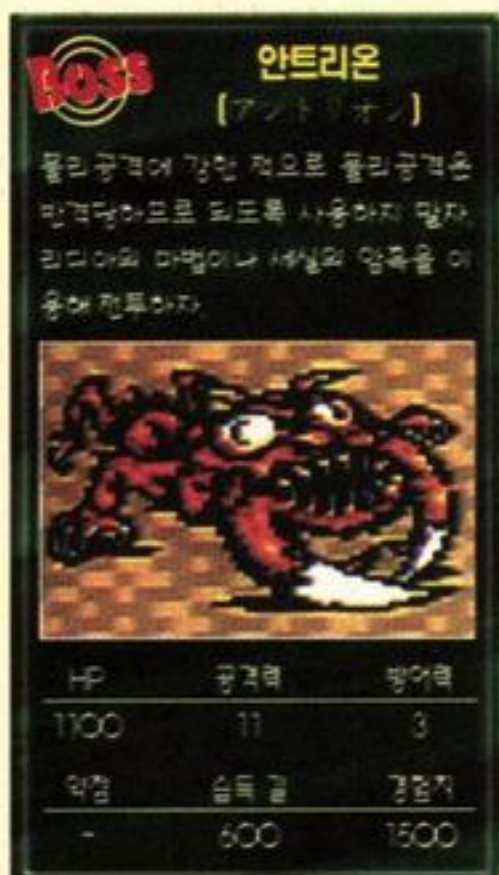 BOSS
안트리온
[アントリオン]
물리공격에 강한 적으로 물리공격은
반격당하므로 되도록 사용하지 말자.
리디아의 마법이나 세실의 암흑을 이
용해 전투하자.
HP 공격력 방어력
1100 11 3
약점 습득 길 경험치
- 600 1500